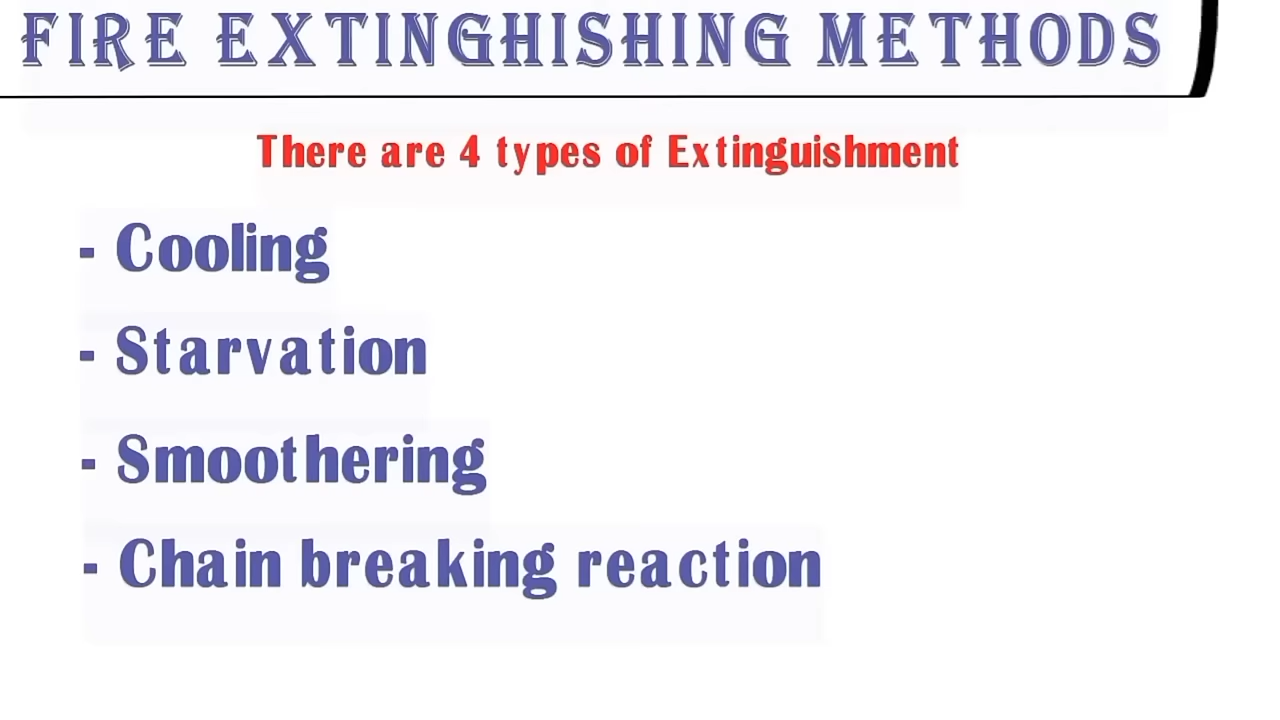 FIRE EXTINGHISHING METHODS
There are 4 types of Extinguishment
- Cooling
- Starvation
- Smoothering
- Chain breaking reaction